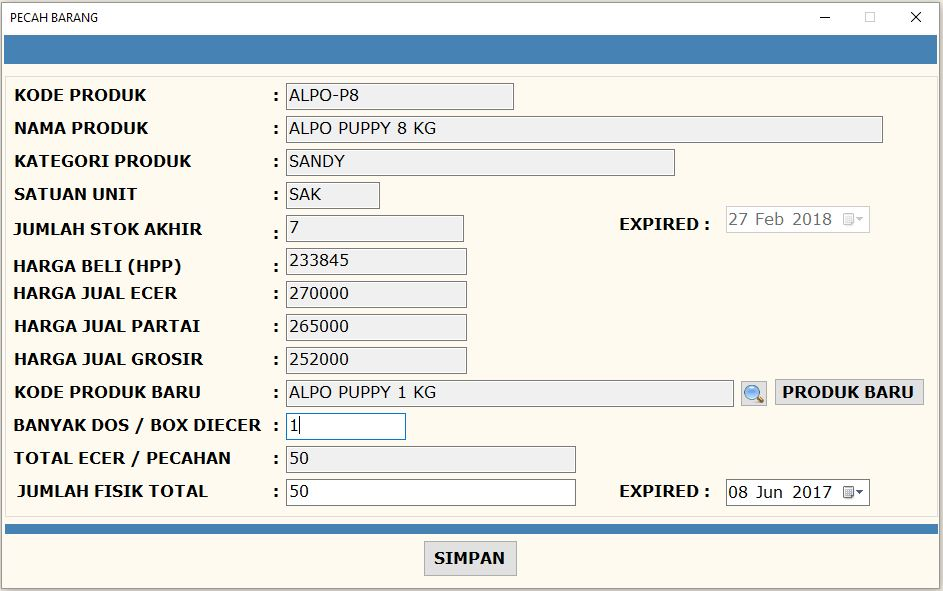 PECAH BARANG
KODE PRODUK : ALPO-P8
NAMA PRODUK : ALPO PUPPY 8 KG
KATEGORI PRODUK : SANDY
SATUAN UNIT : SAK
JUMLAH STOK AKHIR : 7 EXPIRED : 27 Feb 2018
HARGA BELI (HPP) : 233845
HARGA JUAL ECER : 270000
HARGA JUAL PARTAI : 265000
HARGA JUAL GROSIR : 252000
KODE PRODUK BARU : ALPO PUPPY 1 KG PRODUK BARU
BANYAK DOS / BOX DIECER : 1
TOTAL ECER / PECAHAN : 50
JUMLAH FISIK TOTAL : 50 EXPIRED : 08 Jun 2017
SIMPAN